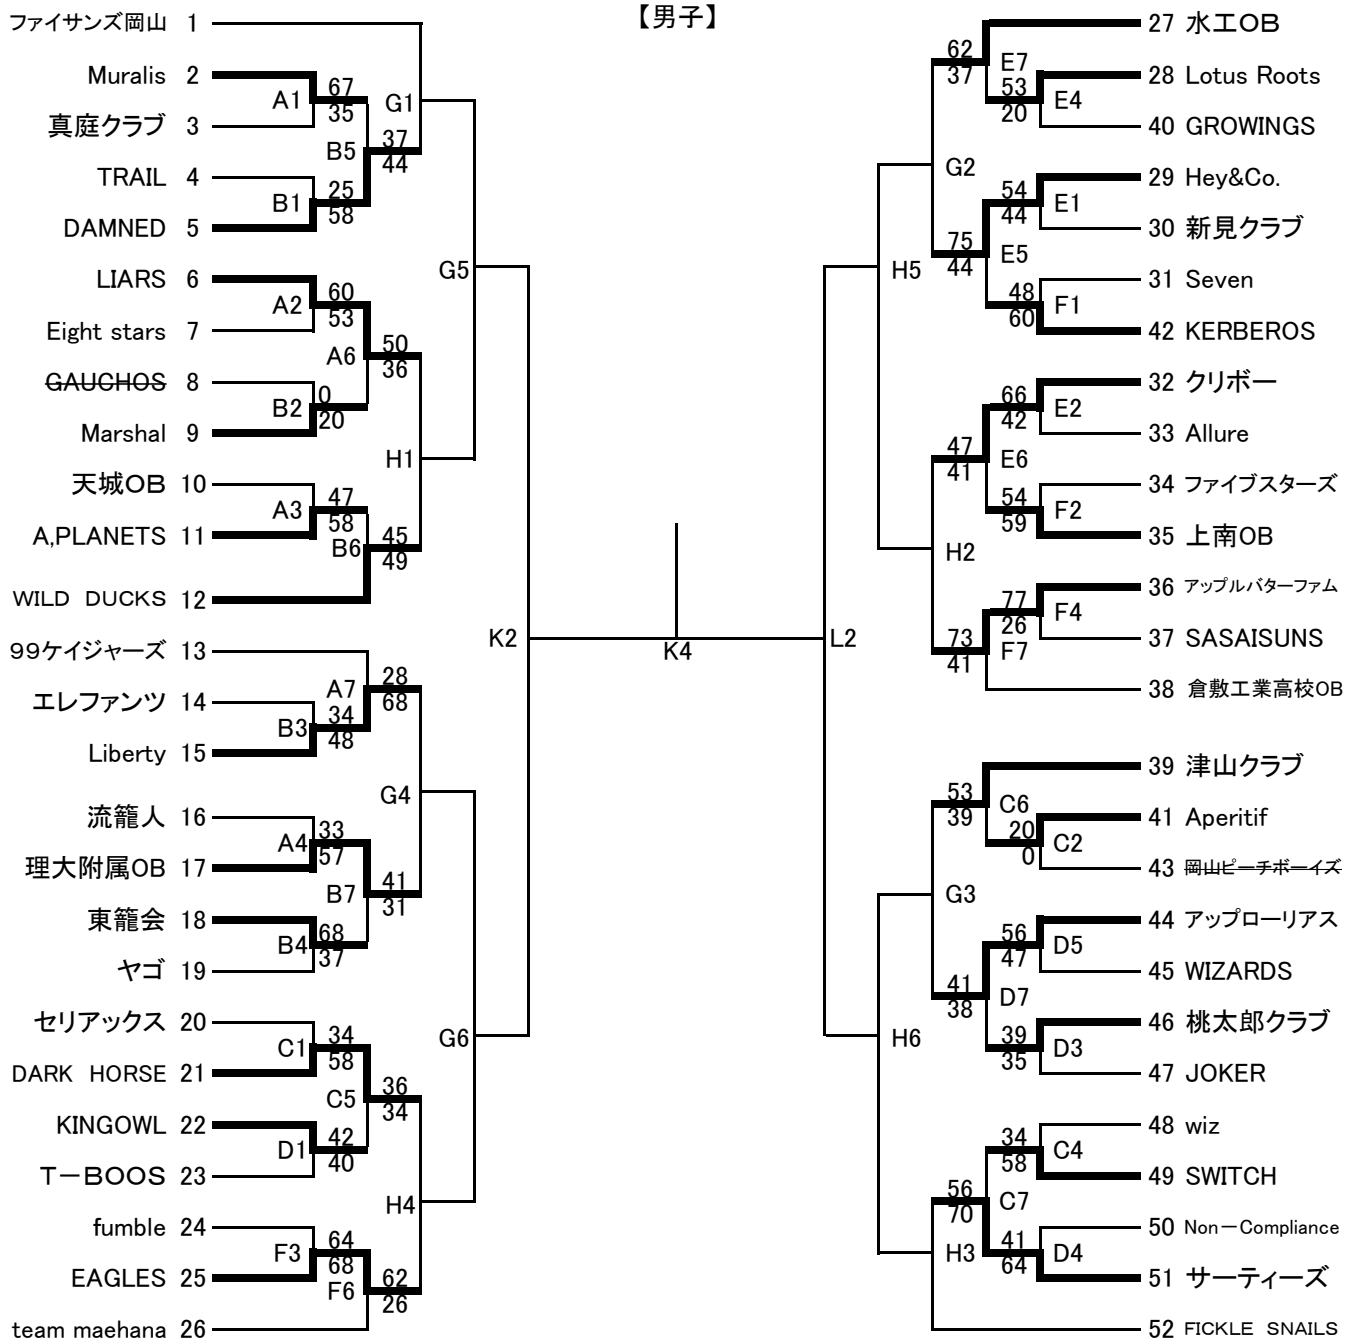 【男子】
ファイサンズ岡山 1
Muralis 2
A1
67
35
真庭クラブ 3
G1
B5
37
44
TRAIL 4
B1
25
58
DAMNED 5
G5
LIARS 6
A2
60
53
Eight stars 7
A6
50
36
GAUCHOS 8
B2
0
20
Marshal 9
H1
天城OB 10
A3
47
58
A,PLANETS 11
B6
45
49
WILD DUCKS 12
K2
K4
L2
99ケイジャーズ 13
A7
28
68
エレファンツ 14
B3
34
48
Liberty 15
G4
流籠人 16
A4
33
57
理大附属OB 17
B7
41
31
東籠会 18
B4
68
37
ヤゴ 19
G6
セリアックス 20
C1
34
58
DARK HORSE 21
C5
36
34
KINGOWL 22
D1
42
40
T－BOOS 23
H4
fumble 24
F3
64
68
EAGLES 25
F6
62
26
team maehana 26
27 水工OB
62
37
E7
28 Lotus Roots
53
20
E4
40 GROWINGS
G2
29 Hey&Co.
54
44
E1
30 新見クラブ
75
44
E5
31 Seven
48
60
F1
42 KERBEROS
H5
32 クリボー
66
42
E2
33 Allure
47
41
E6
34 ファイブスターズ
54
59
F2
35 上南OB
H2
36 アップルバターファム
77
26
F4
37 SASAISUNS
73
41
F7
38 倉敷工業高校OB
39 津山クラブ
53
39
C6
41 Aperitif
20
0
C2
43 岡山ピーチボーイズ
G3
44 アップローリアス
56
47
D5
45 WIZARDS
41
38
D7
46 桃太郎クラブ
39
35
D3
47 JOKER
H6
48 wiz
34
58
C4
49 SWITCH
56
70
C7
50 Non－Compliance
H3
41
64
D4
51 サーティーズ
52 FICKLE SNAILS